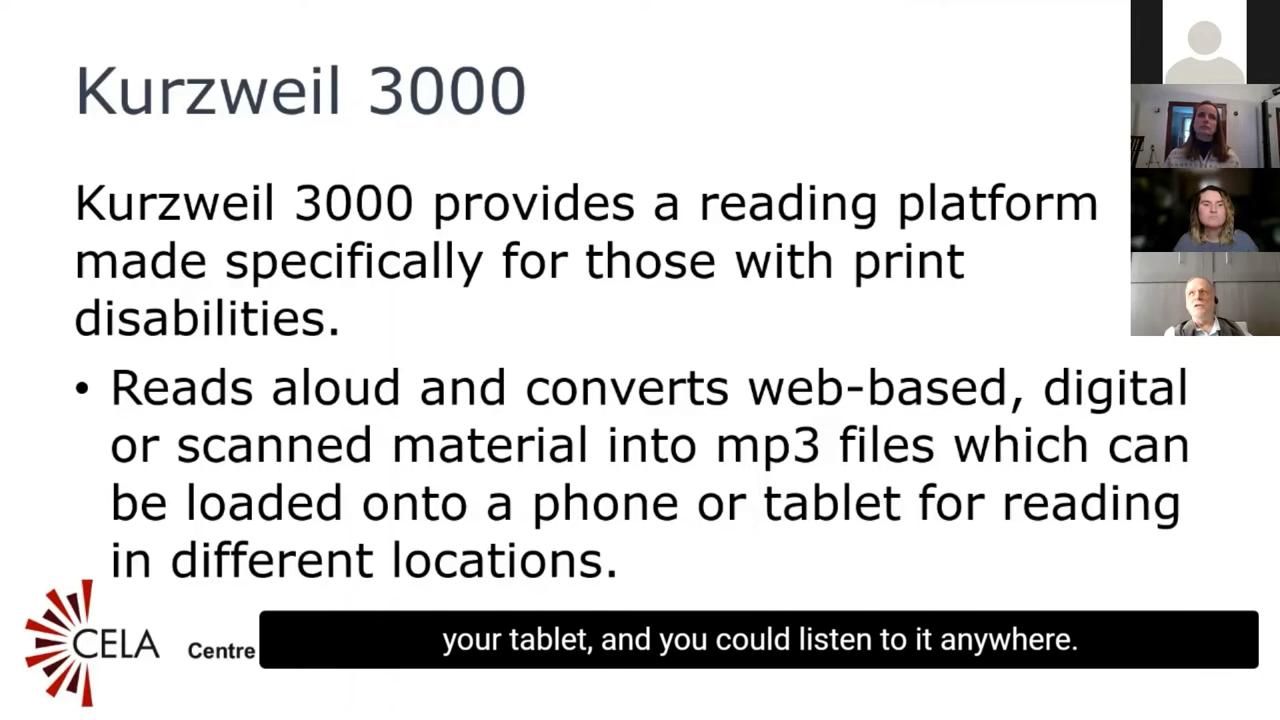 Kurzweil 3000
Kurzweil 3000 provides a reading platform
made specifically for those with print
disabilities.
• Reads aloud and converts web-based, digital
or scanned material into mp3 files which can
be loaded onto a phone or tablet for reading
in different locations.
CELA
Centre
your tablet, and you could listen to it anywhere.